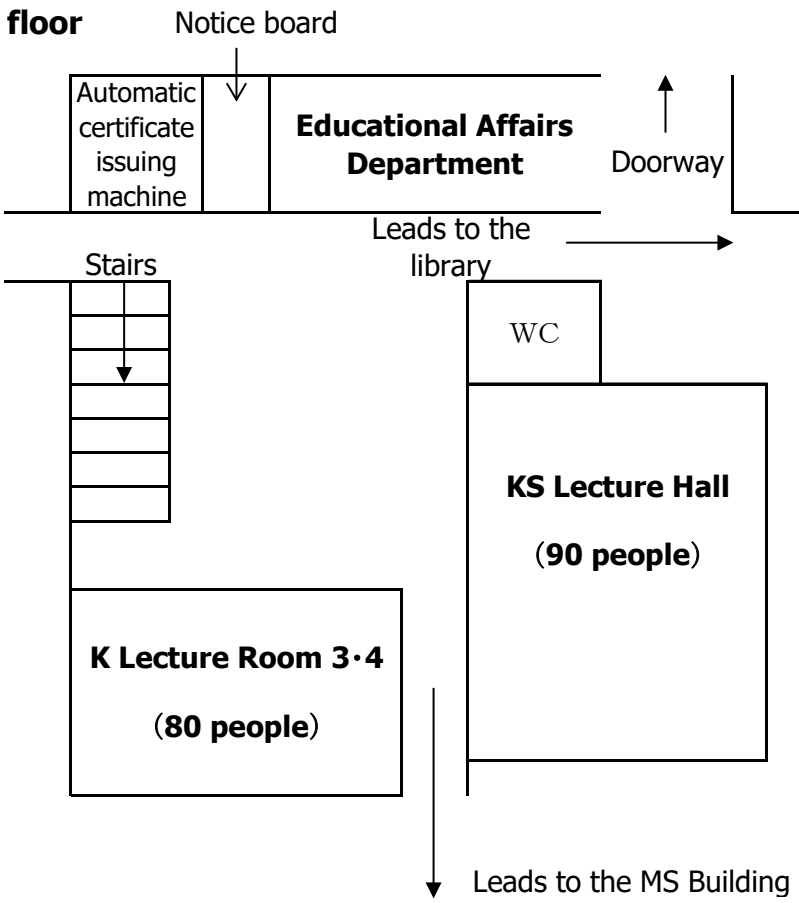 floor
Notice board
Automatic
certificate
issuing
machine
Educational Affairs
Department
Doorway
Leads to the
library
Stairs
WC
KS Lecture Hall
（90 people）
K Lecture Room 3･4
（80 people）
Leads to the MS Building